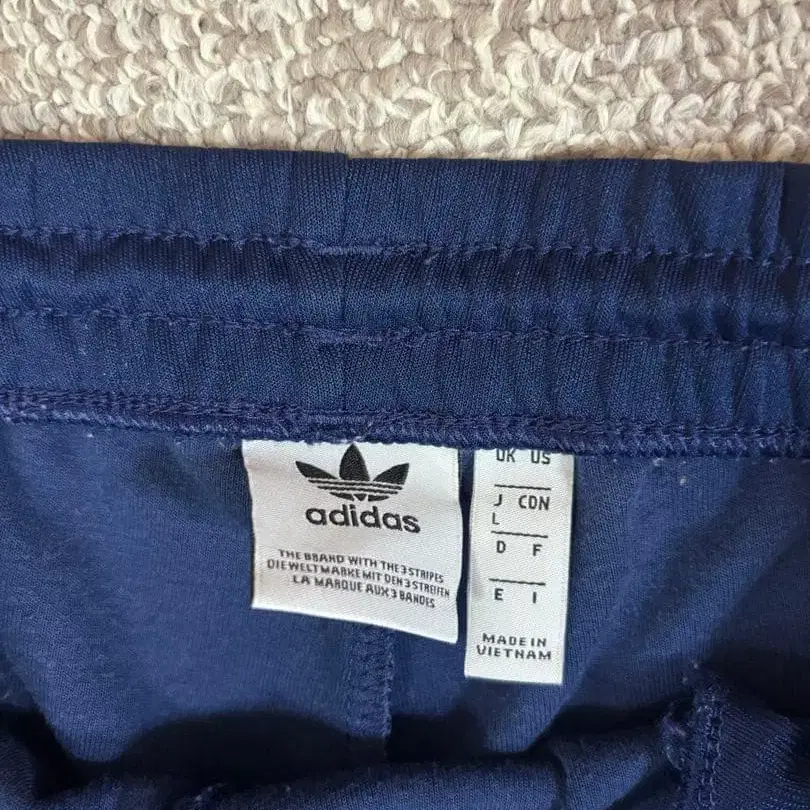 adidas
THE BRAND WITH THE 3 STRIPES
DIE WELTMARKE MIT DEN 3 STREIFEN
LA MARQUE AUX 3 BANDES
UK US
J CDN
L
D F
E I
MADE IN
VIETNAM